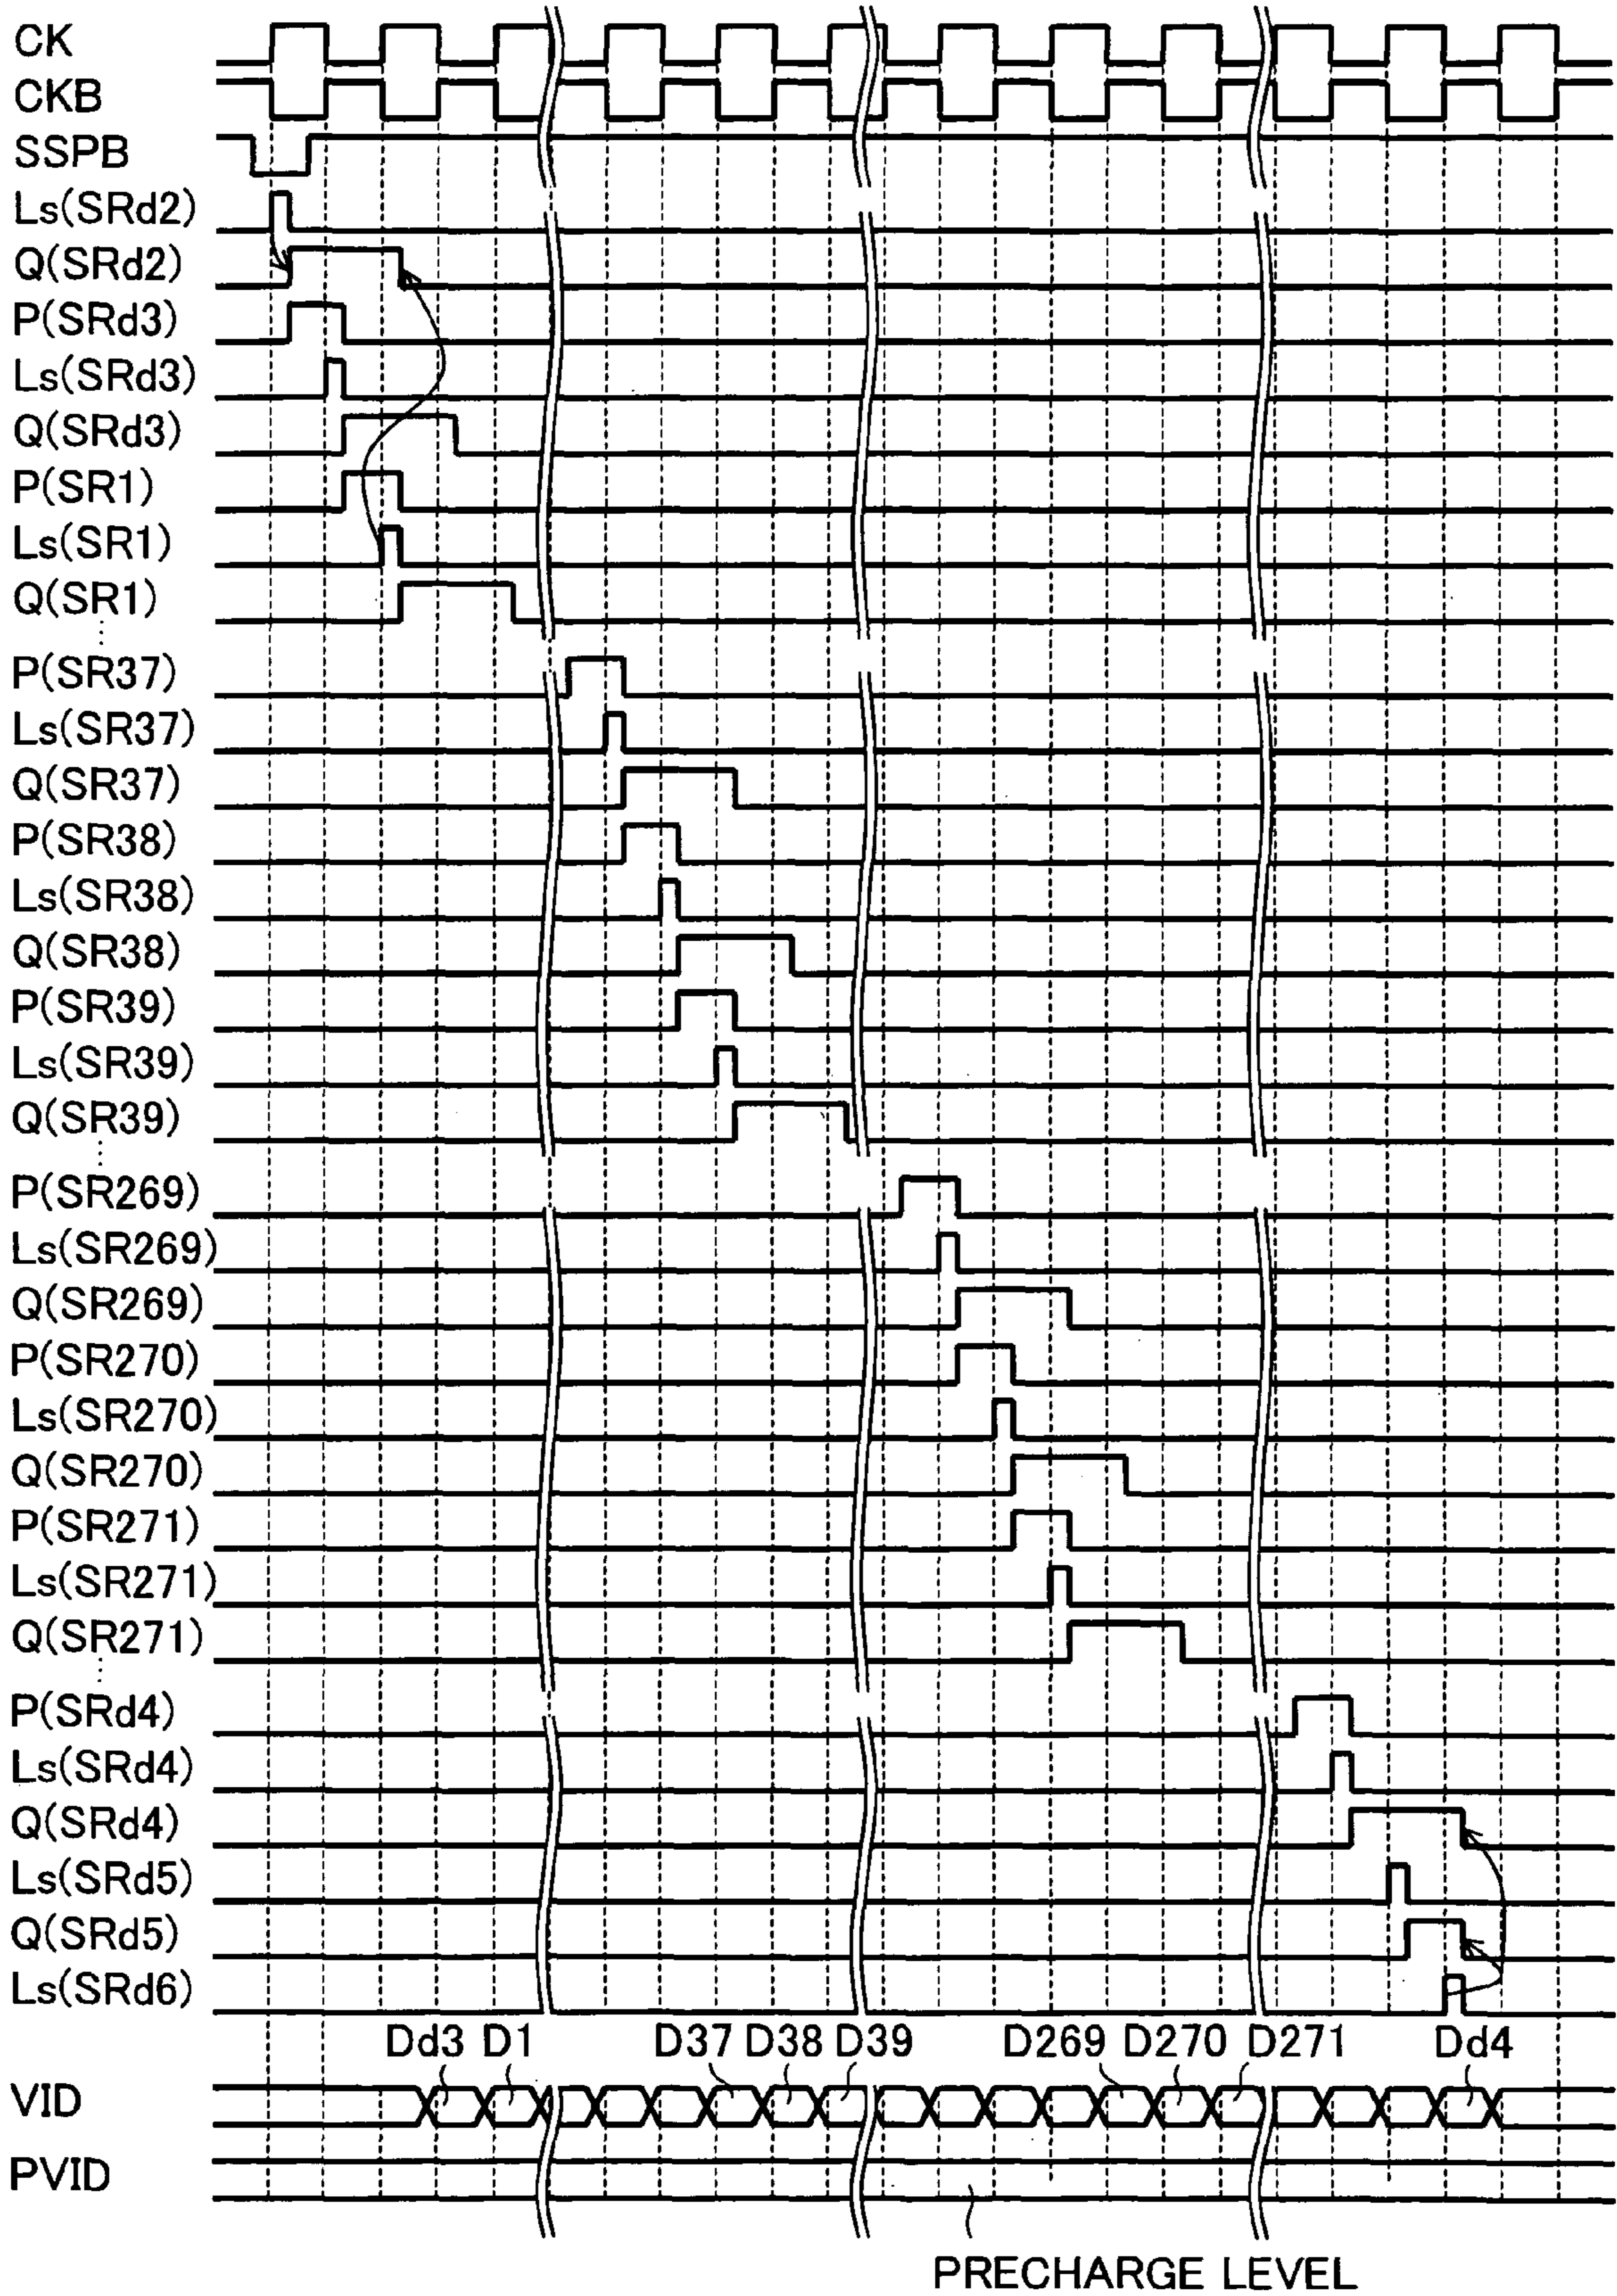 CK
CKB
SSPB
Ls(SRd2)
Q(SRd2)
P(SRd3)
Ls(SRd3)
Q(SRd3)
P(SR1)
Ls(SR1)
Q(SR1)
P(SR37)
Ls(SR37)
Q(SR37)
P(SR38)
Ls(SR38)
Q(SR38)
P(SR39)
Ls(SR39)
Q(SR39)
P(SR269)
Ls(SR269)
Q(SR269)
P(SR270)
Ls(SR270)
Q(SR270)
P(SR271)
Ls(SR271)
Q(SR271)
P(SRd4)
Ls(SRd4)
Q(SRd4)
Ls(SRd5)
Q(SRd5)
Ls(SRd6)
Dd3 D1 D37 D38 D39 D269 D270 D271 Dd4
VID
PVID
PRECHARGE LEVEL